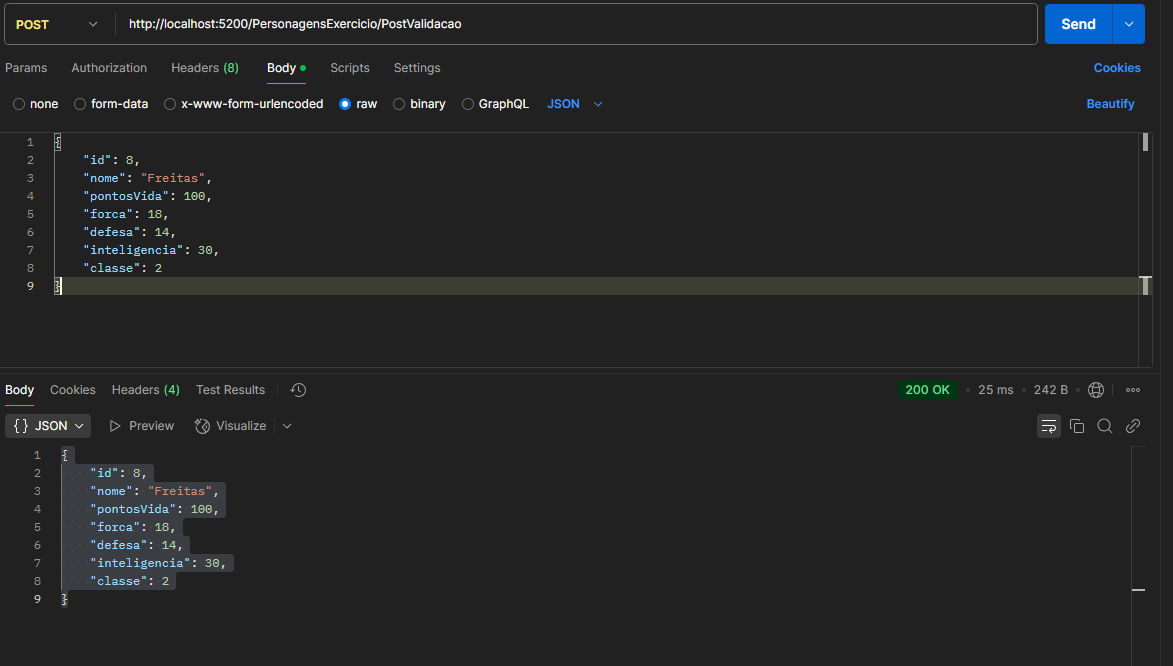 POST http://localhost:5200/PersonagensExercicio/PostValidacao Send
Params Authorization Headers (8) Body Scripts Settings Cookies
none form-data x-www-form-urlencoded raw binary GraphQL JSON Beautify
1 {
2 "id": 8,
3 "nome": "Freitas",
4 "pontosVida": 100,
5 "forca": 18,
6 "defesa": 14,
7 "inteligencia": 30,
8 "classe": 2
9 }
Body Cookies Headers (4) Test Results 200 OK • 25 ms • 242 B •
{} JSON Preview Visualize
1 {
2 "id": 8,
3 "nome": "Freitas",
4 "pontosVida": 100,
5 "forca": 18,
6 "defesa": 14,
7 "inteligencia": 30,
8 "classe": 2
9 }